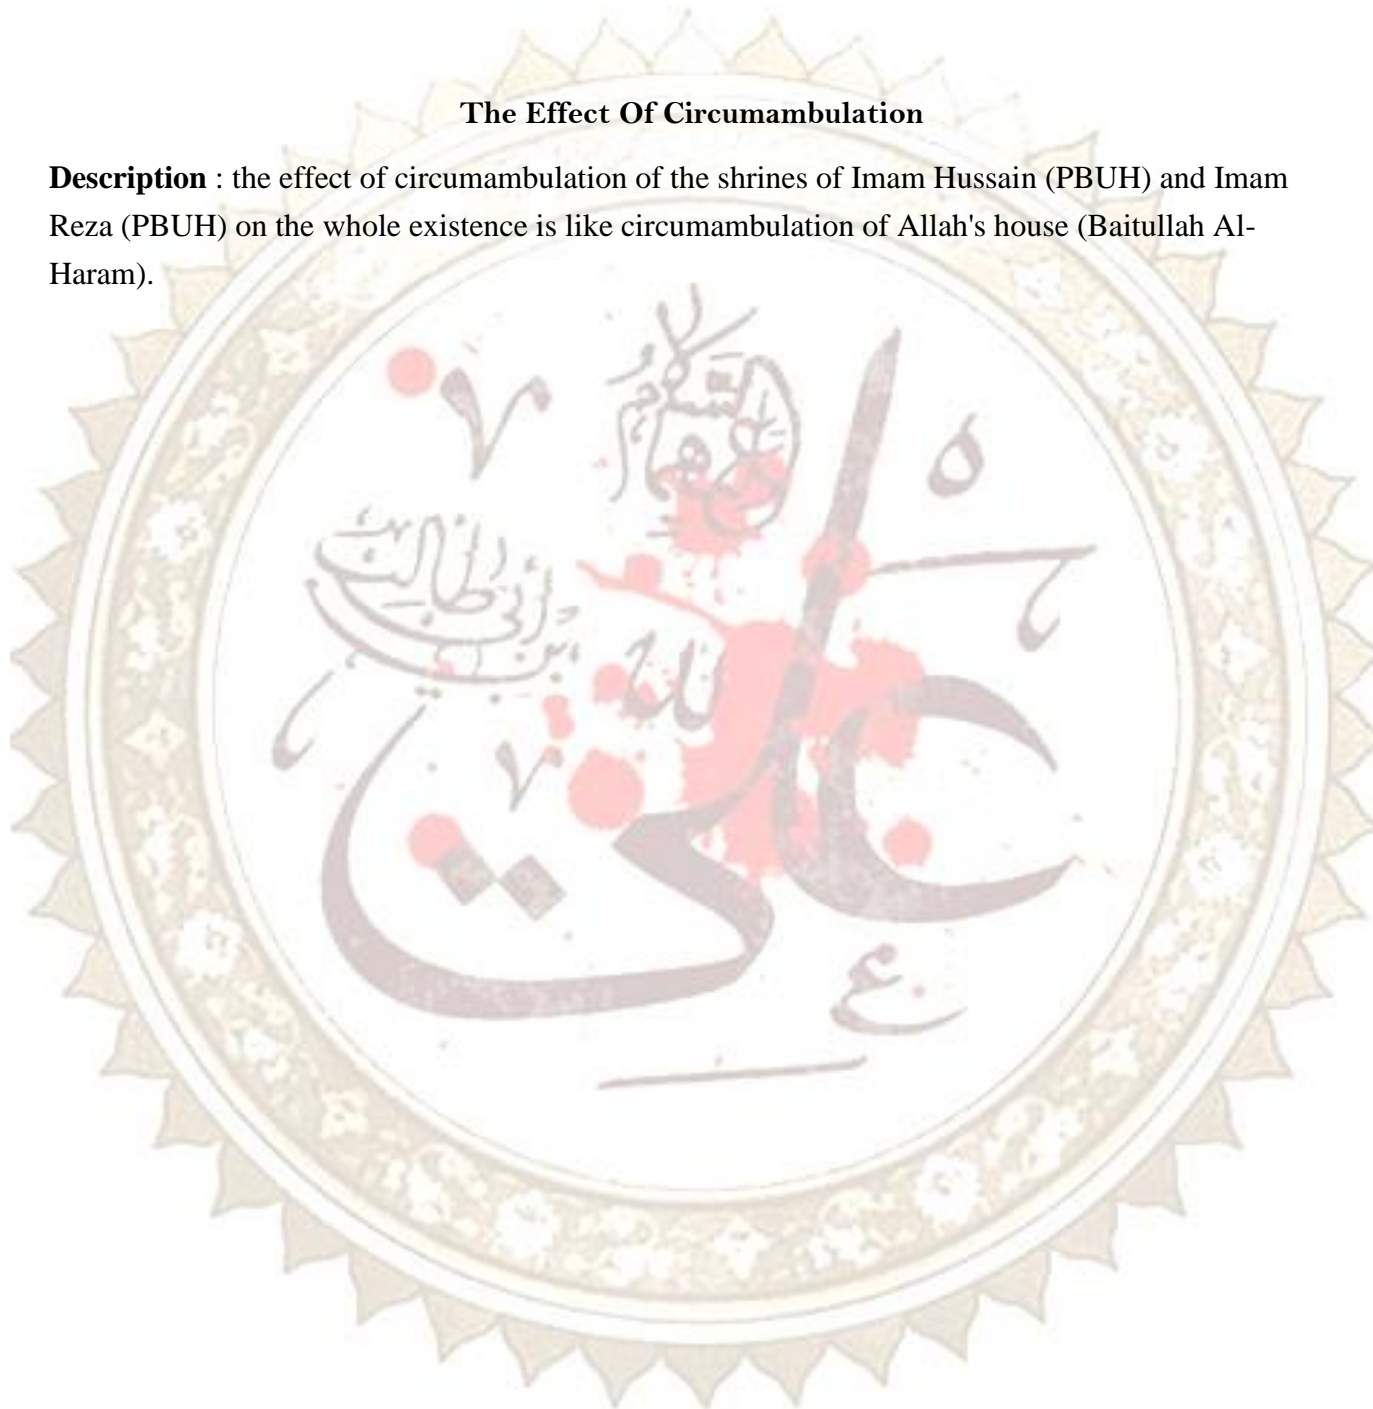 The Effect Of Circumambulation
Description : the effect of circumambulation of the shrines of Imam Hussain (PBUH) and Imam
Reza (PBUH) on the whole existence is like circumambulation of Allah's house (Baitullah Al-
Haram).
علي
بن أبي طالب